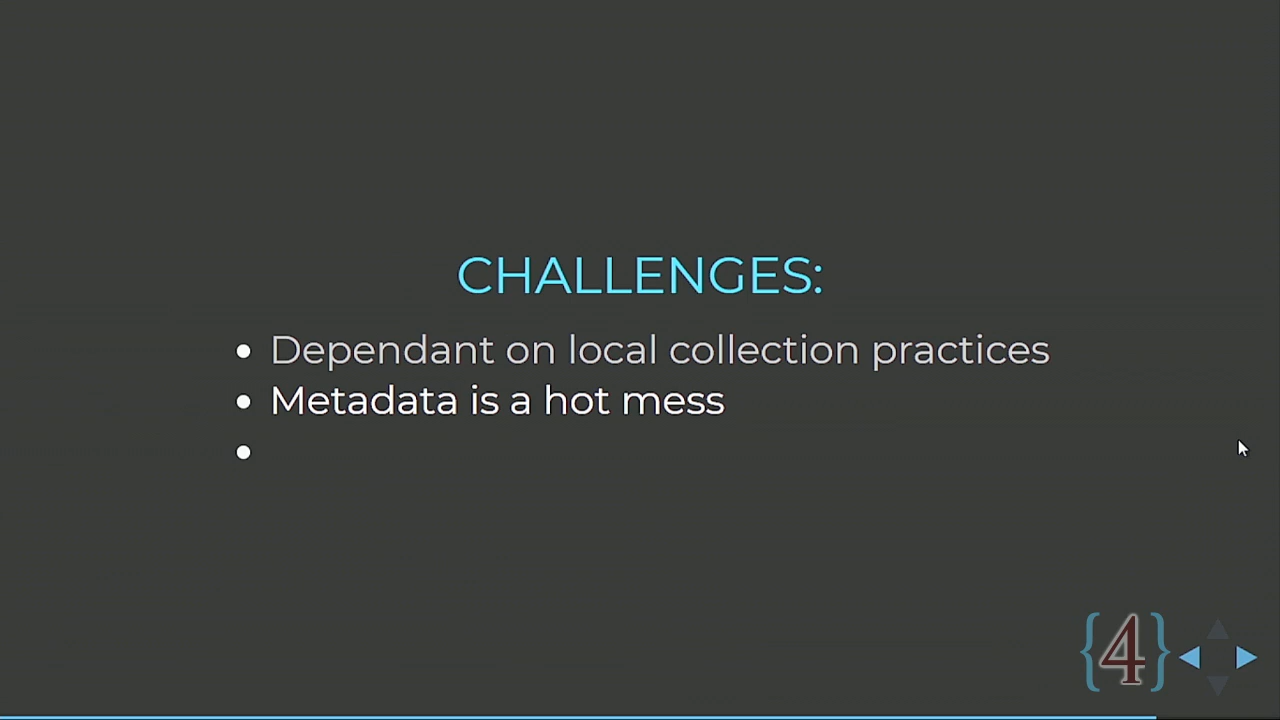 CHALLENGES:
Dependant on local collection practices
Metadata is a hot mess
{4}